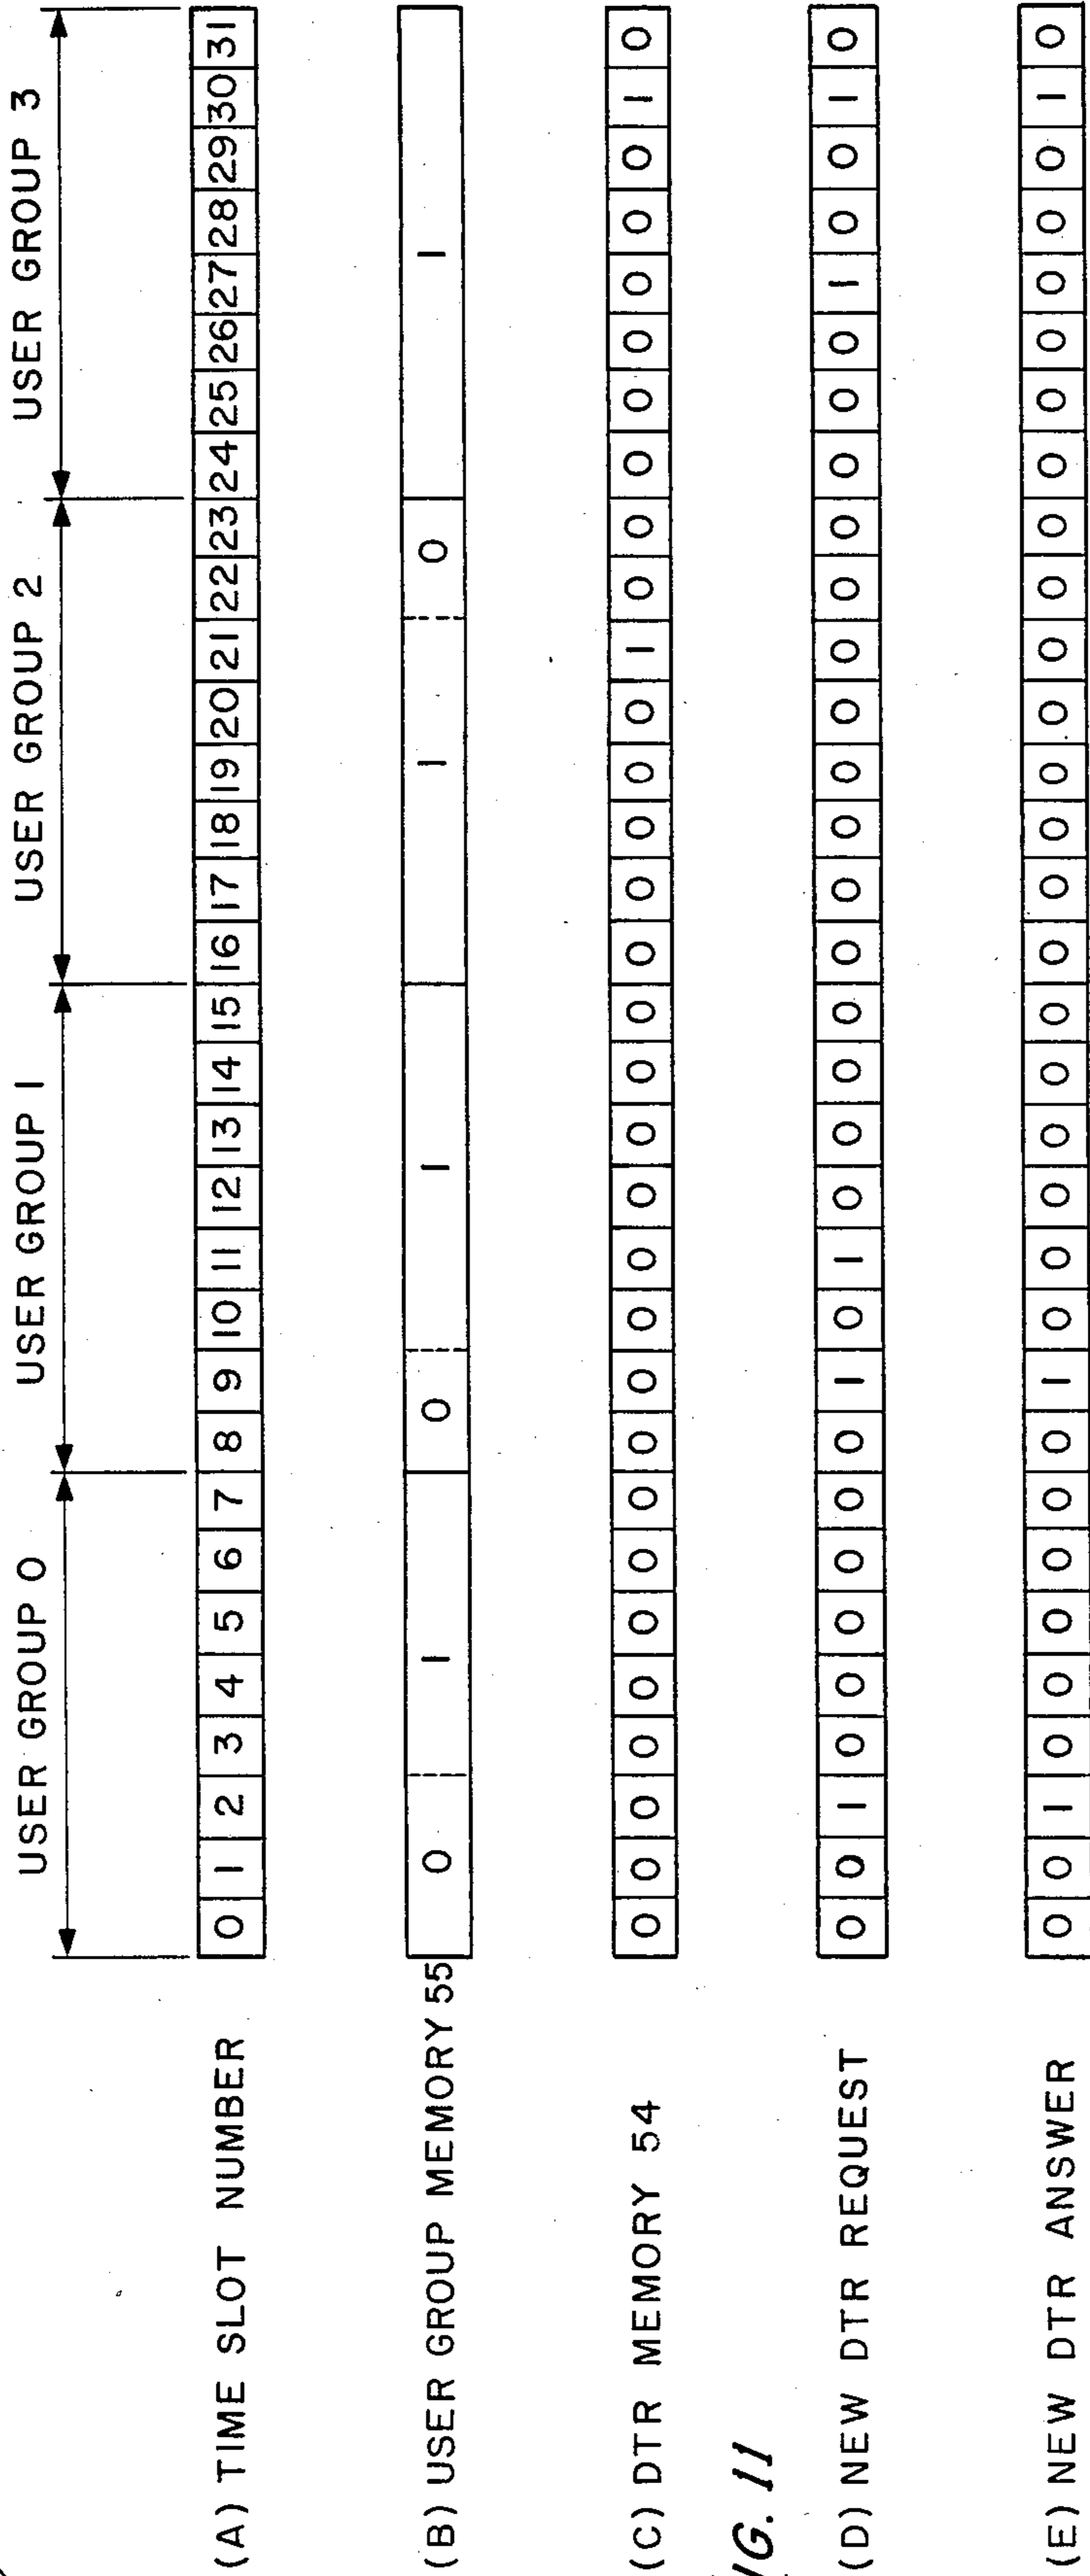 USER GROUP 0 USER GROUP 1 USER GROUP 2 USER GROUP 3
(A) TIME SLOT NUMBER 0 1 2 3 4 5 6 7 8 9 10 11 12 13 14 15 16 17 18 19 20 21 22 23 24 25 26 27 28 29 30 31
(B) USER GROUP MEMORY 55 0 1 0 1 1 0 1
(C) DTR MEMORY 54 0 0 0 0 0 0 0 0 0 0 0 0 0 0 0 0 0 0 0 0 0 1 0 0 0 0 0 0 0 0 1 0
IG. 11
(D) NEW DTR REQUEST 0 0 1 0 0 0 0 0 0 1 0 1 0 0 0 0 0 0 0 0 0 0 0 0 0 0 0 1 0 0 1 0
(E) NEW DTR ANSWER 0 0 1 0 0 0 0 0 0 1 0 0 0 0 0 0 0 0 0 0 0 0 0 0 0 0 0 0 0 0 1 0